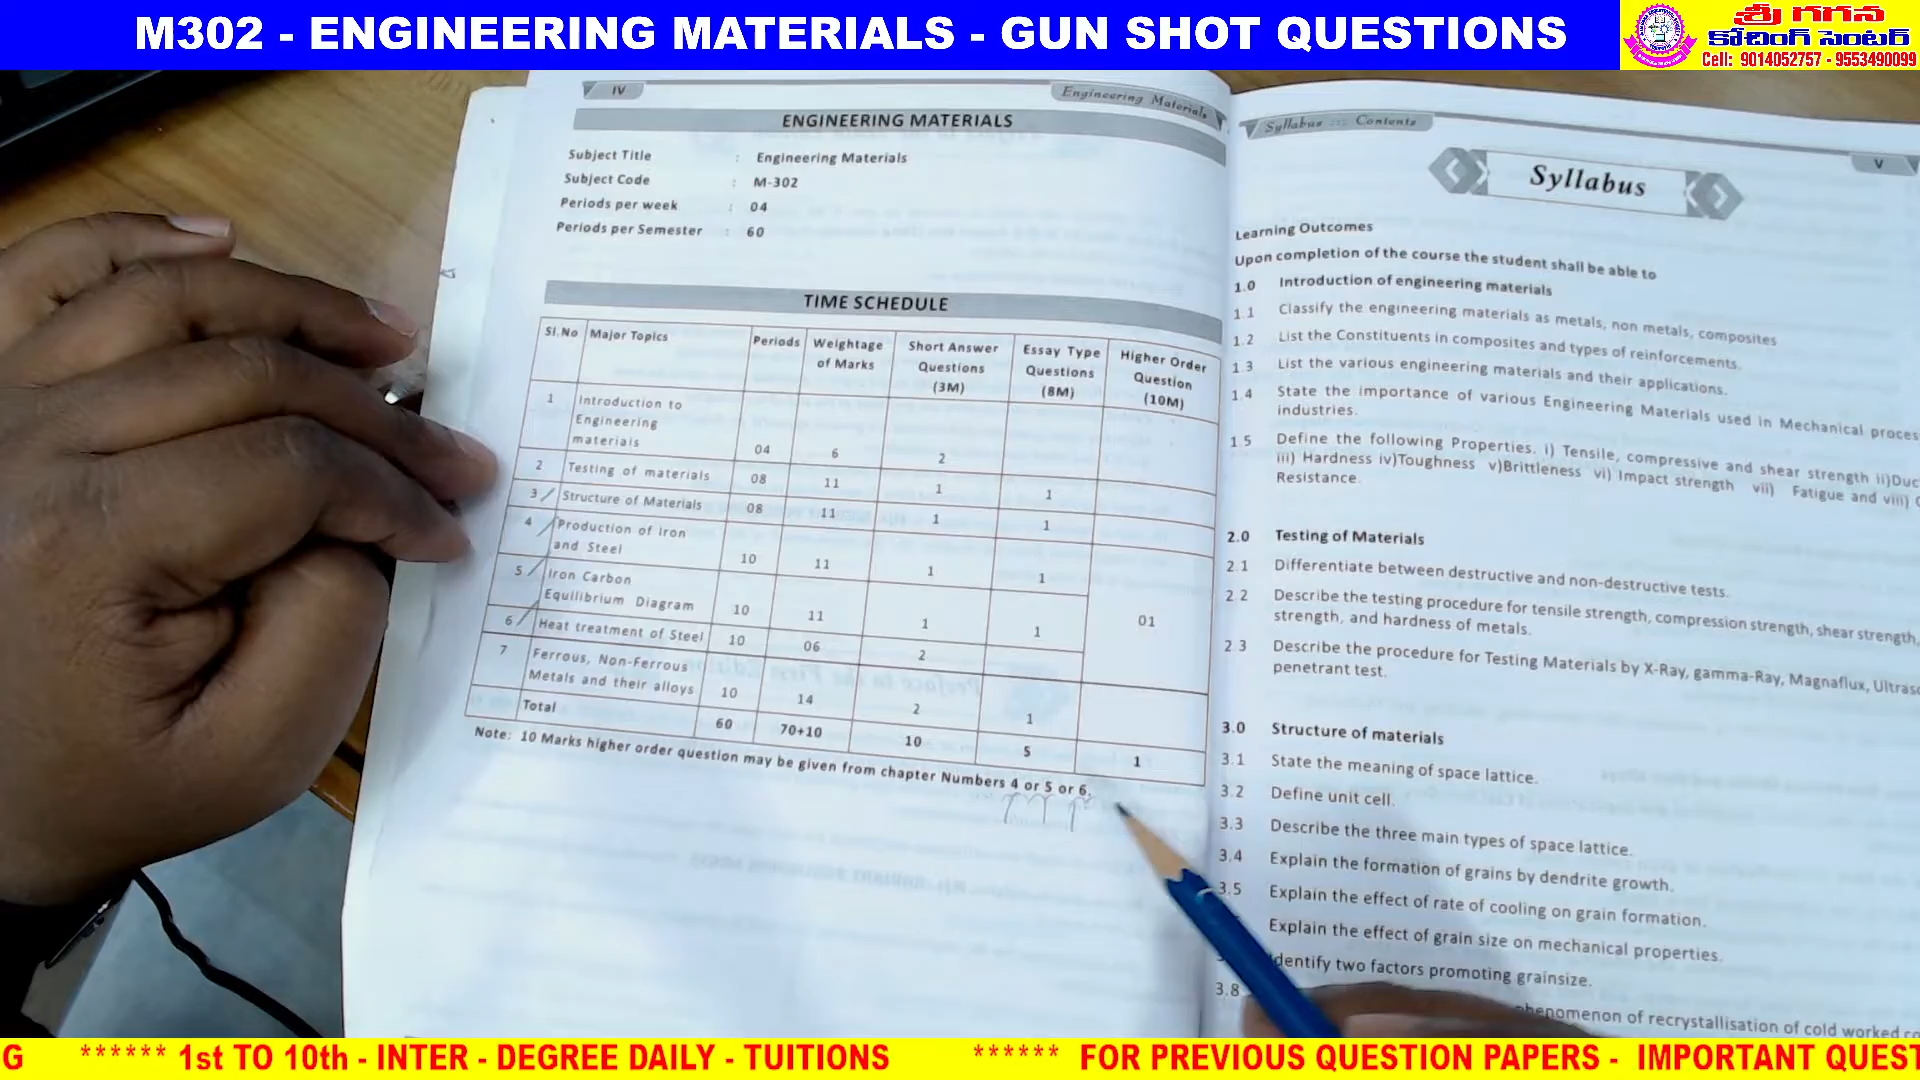 M302 - ENGINEERING MATERIALS - GUN SHOT QUESTIONS
శ్రీ గగన
కోచింగ్ సెంటర్
Cell: 9014052757 - 9553490099
IV
Engineering Materials
ENGINEERING MATERIALS
Subject Title : Engineering Materials
Subject Code : M-302
Periods per week : 04
Periods per Semester : 60
TIME SCHEDULE
Sl.No Major Topics Periods Weightage of Marks Short Answer Questions (3M) Essay Type Questions (8M) Higher Order Question (10M)
1 Introduction to Engineering materials 04 6 2
2 Testing of materials 08 11 1 1
3 Structure of Materials 08 11 1 1
4 Production of Iron and Steel 10 11 1 1
5 Iron Carbon Equilibrium Diagram 10 11 1 1 01
6 Heat treatment of Steel 10 06 2
7 Ferrous, Non-Ferrous Metals and their alloys 10 14 2 1
Total 60 70+10 10 5 1
Note: 10 Marks higher order question may be given from chapter Numbers 4 or 5 or 6.
Syllabus ::: Contents
V
Syllabus
Learning Outcomes
Upon completion of the course the student shall be able to
1.0 Introduction of engineering materials
1.1 Classify the engineering materials as metals, non metals, composites
1.2 List the Constituents in composites and types of reinforcements.
1.3 List the various engineering materials and their applications.
1.4 State the importance of various Engineering Materials used in Mechanical proces
industries.
1.5 Define the following Properties. i) Tensile, compressive and shear strength ii)Duc
iii) Hardness iv)Toughness v)Brittleness vi) Impact strength vii) Fatigue and viii)
Resistance.
2.0 Testing of Materials
2.1 Differentiate between destructive and non-destructive tests.
2.2 Describe the testing procedure for tensile strength, compression strength, shear strength,
strength, and hardness of metals.
2.3 Describe the procedure for Testing Materials by X-Ray, gamma-Ray, Magnaflux, Ultras
penetrant test.
3.0 Structure of materials
3.1 State the meaning of space lattice.
3.2 Define unit cell.
3.3 Describe the three main types of space lattice.
3.4 Explain the formation of grains by dendrite growth.
3.5 Explain the effect of rate of cooling on grain formation.
Explain the effect of grain size on mechanical properties.
Identify two factors promoting grainsize.
3.8 phenomenon of recrystallisation of cold worked
G ****** 1st TO 10th - INTER - DEGREE DAILY - TUITIONS ****** FOR PREVIOUS QUESTION PAPERS - IMPORTANT QUEST